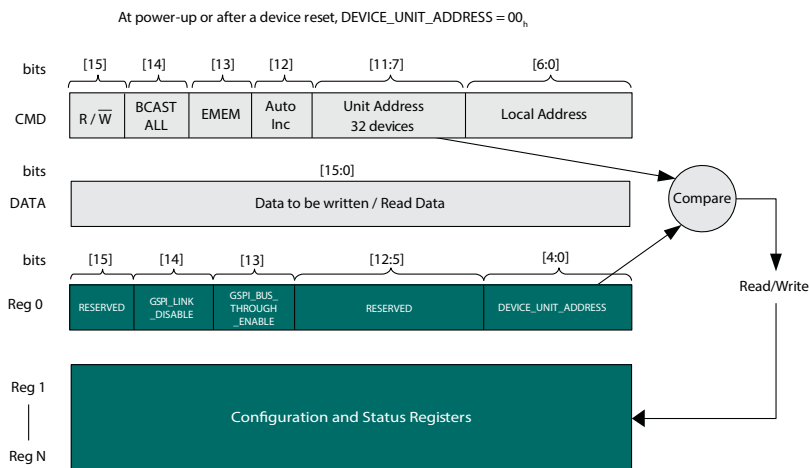 At power-up or after a device reset, DEVICE_UNIT_ADDRESS = 00h
bits [15] [14] [13] [12] [11:7] [6:0]
CMD R / W BCAST ALL EMEM Auto Inc Unit Address 32 devices Local Address
bits [15:0]
DATA Data to be written / Read Data
Compare
bits [15] [14] [13] [12:5] [4:0]
Read/Write
Reg 0 RESERVED GSPI_LINK _DISABLE GSPI_BUS_ THROUGH _ENABLE RESERVED DEVICE_UNIT_ADDRESS
Reg 1
Configuration and Status Registers
Reg N